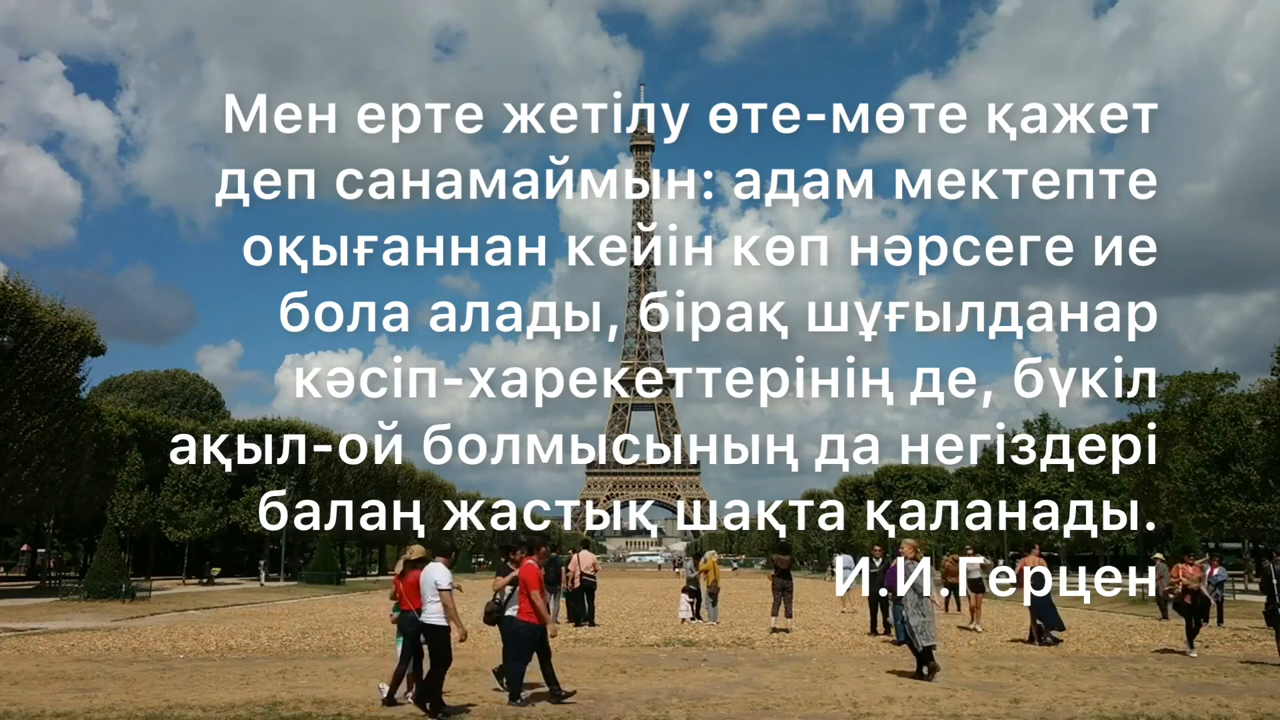 Мен ерте жетілу өте-мөте қажет
деп санамаймын: адам мектепте
оқығаннан кейін көп нәрсеге ие
бола алады, бірақ шұғылданар
кәсіп-харекеттерінің де, бүкіл
ақыл-ой болмысының да негіздері
балаң жастық шақта қаланады.
И.И.Герцен